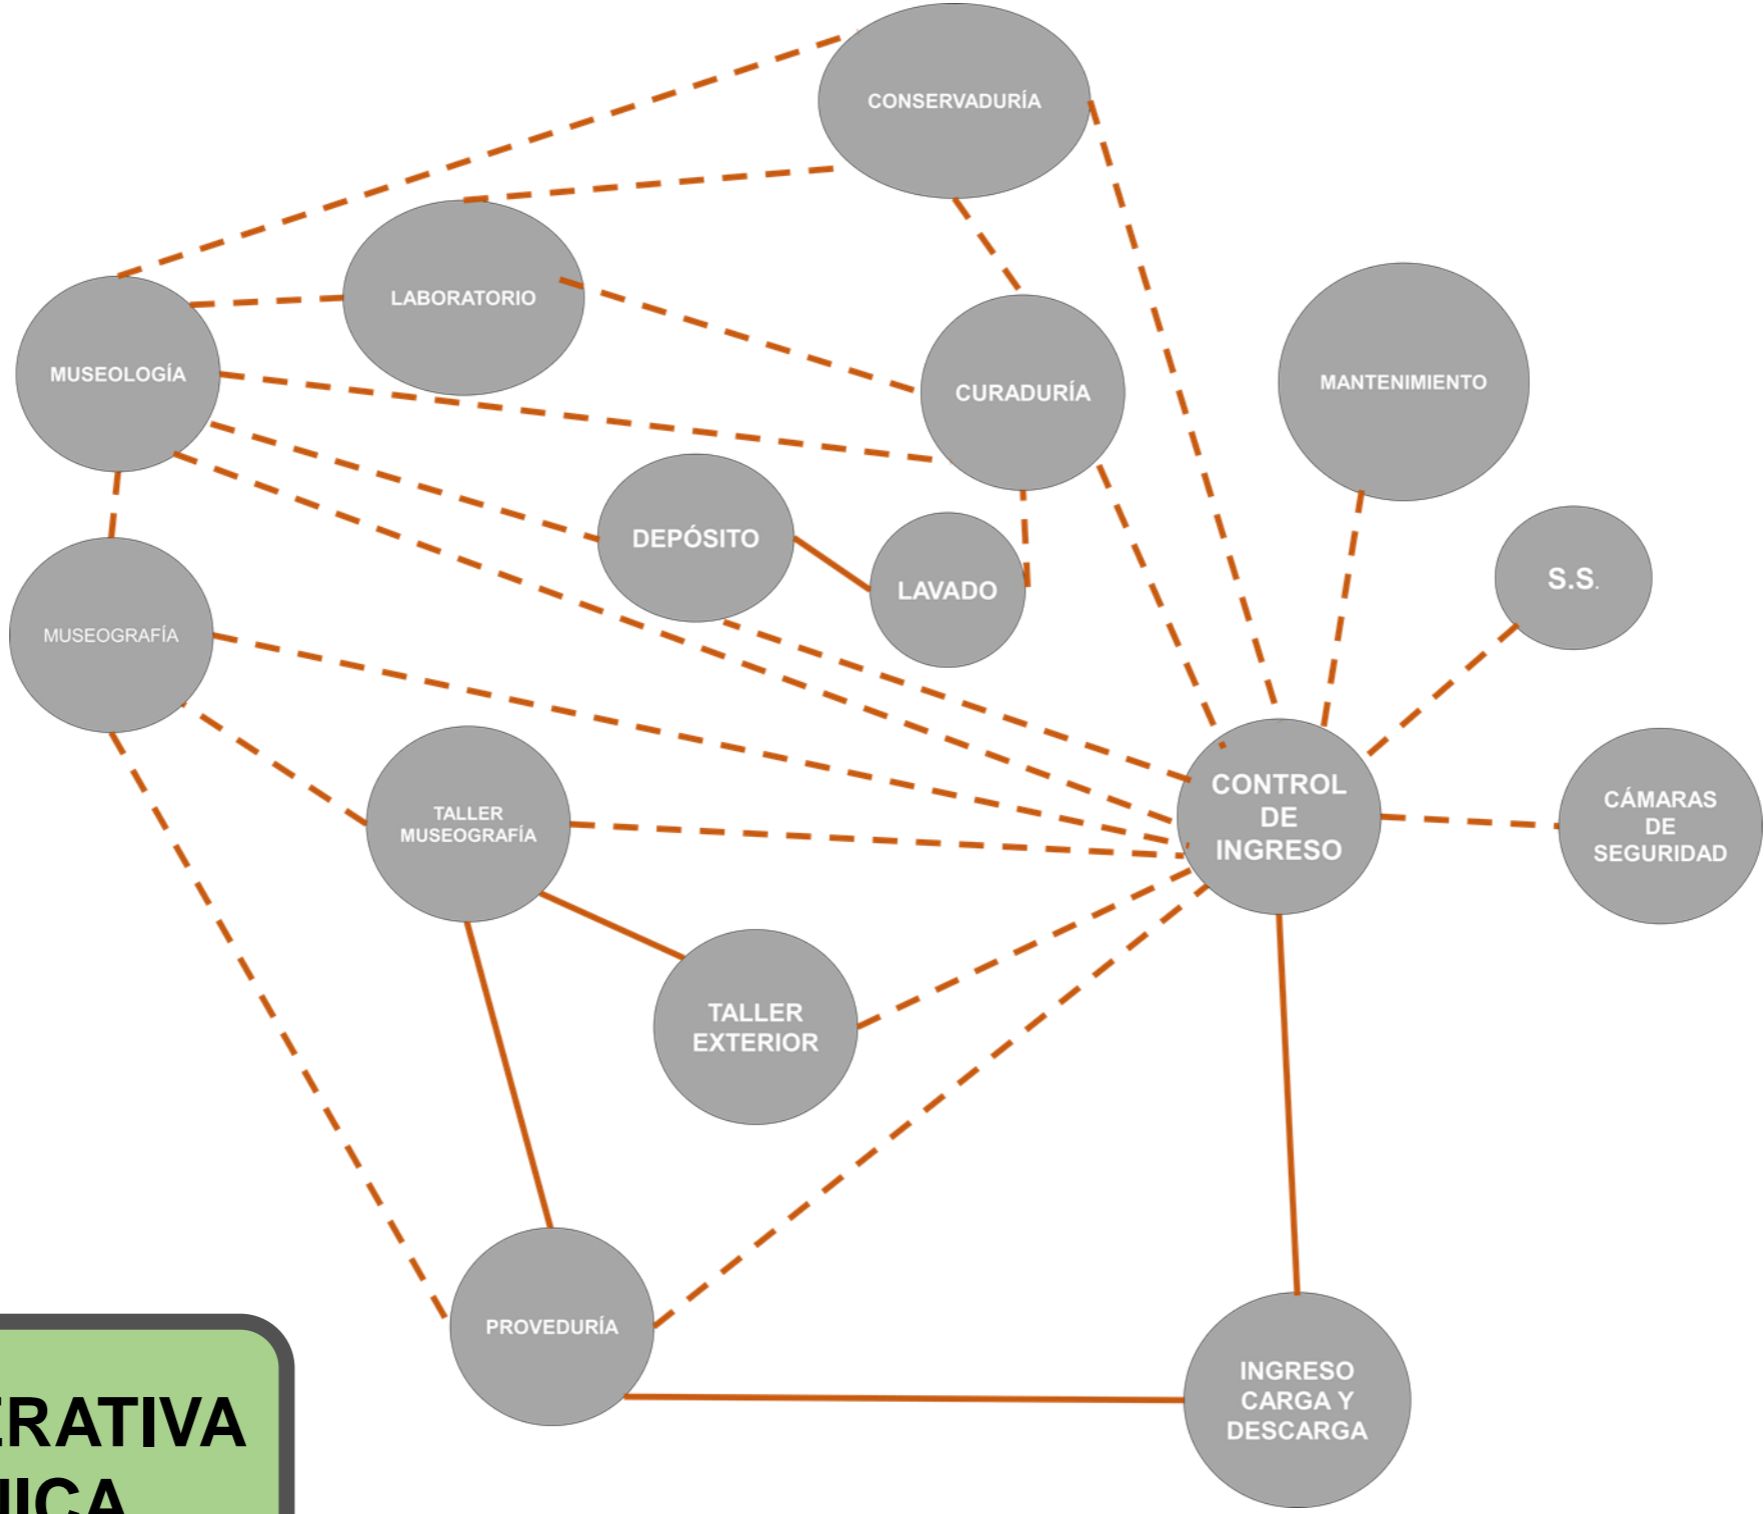 CONSERVADURÍA
LABORATORIO
MUSEOLOGÍA
CURADURÍA
MANTENIMIENTO
DEPÓSITO
LAVADO
S.S.
MUSEOGRAFÍA
TALLER
MUSEOGRAFÍA
CONTROL
DE
INGRESO
CÁMARAS
DE
SEGURIDAD
TALLER
EXTERIOR
PROVEDURÍA
INGRESO
CARGA Y
DESCARGA
ERATIVA
NICA